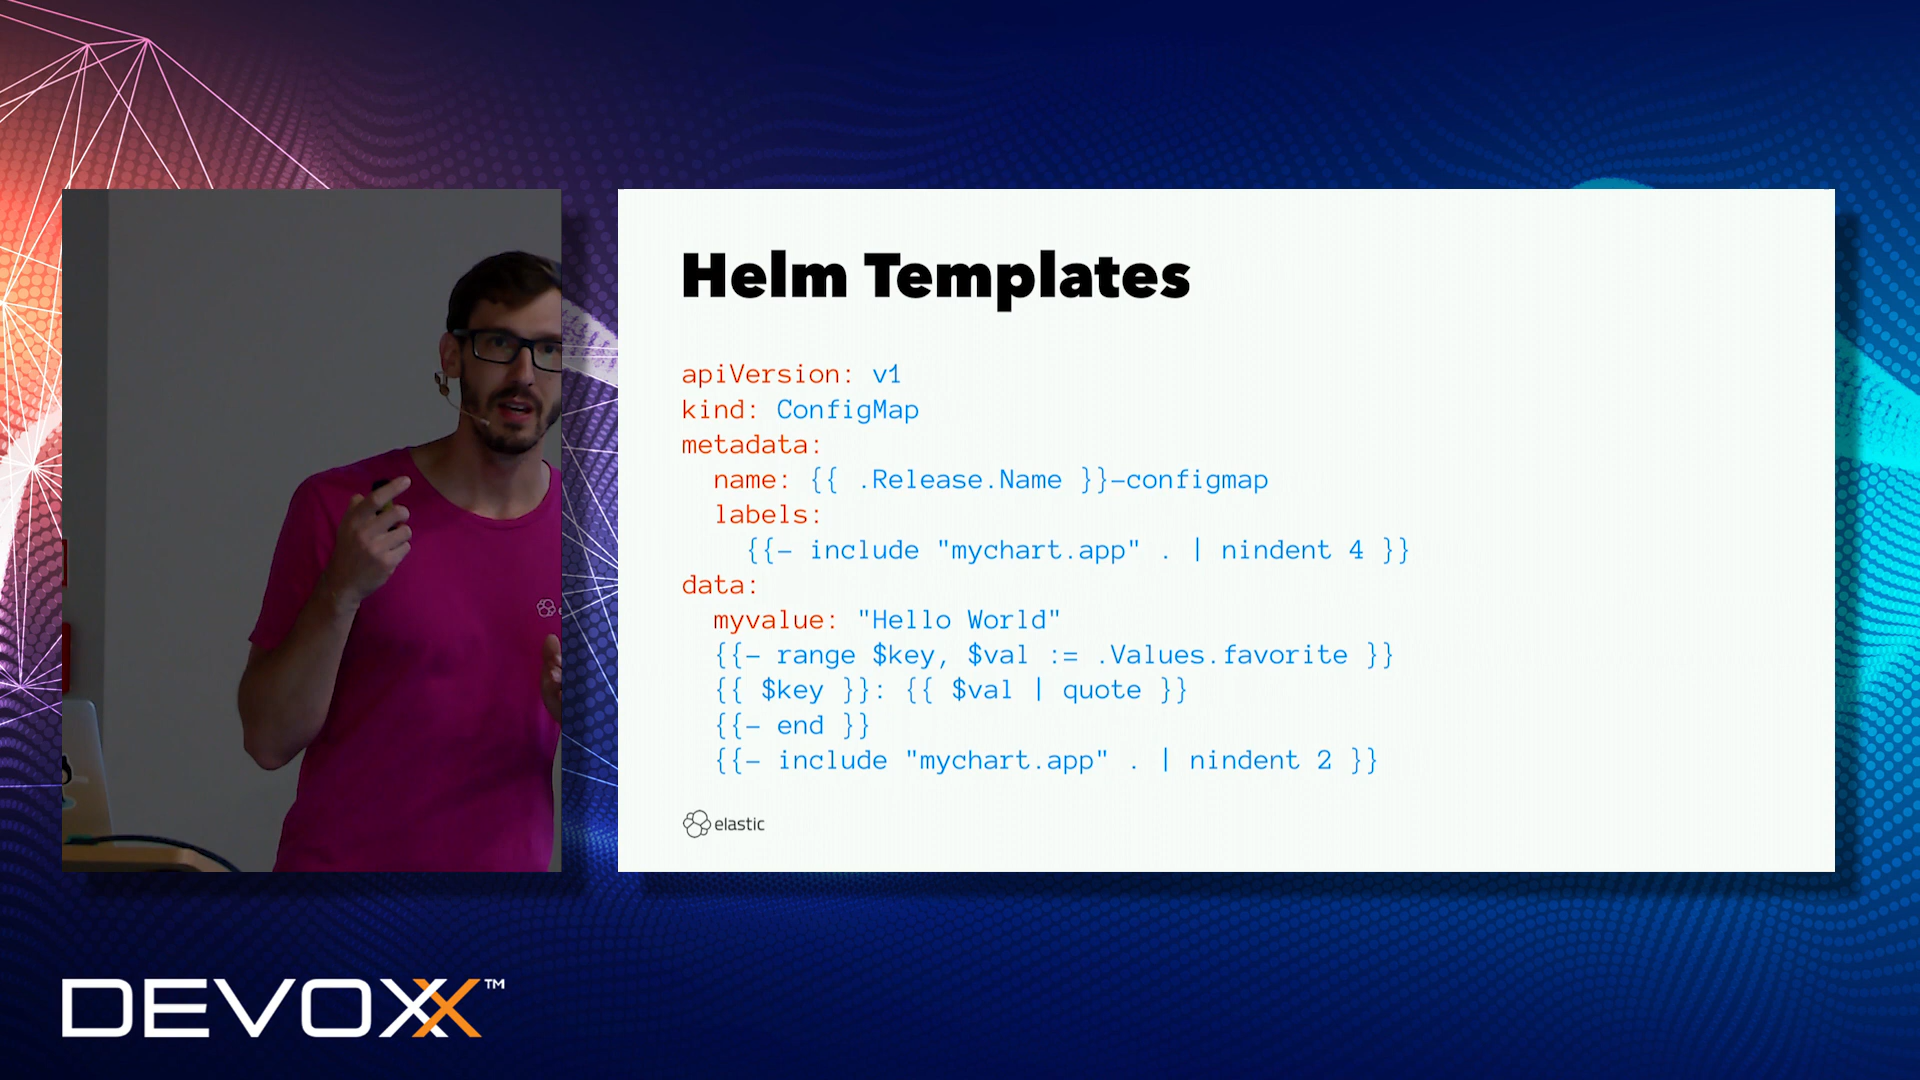 Helm Templates
apiVersion: v1
kind: ConfigMap
metadata:
  name: {{ .Release.Name }}-configmap
  labels:
    {{- include "mychart.app" . | nindent 4 }}
data:
  myvalue: "Hello World"
  {{- range $key, $val := .Values.favorite }}
  {{ $key }}: {{ $val | quote }}
  {{- end }}
  {{- include "mychart.app" . | nindent 2 }}
elastic
DEVOXX™